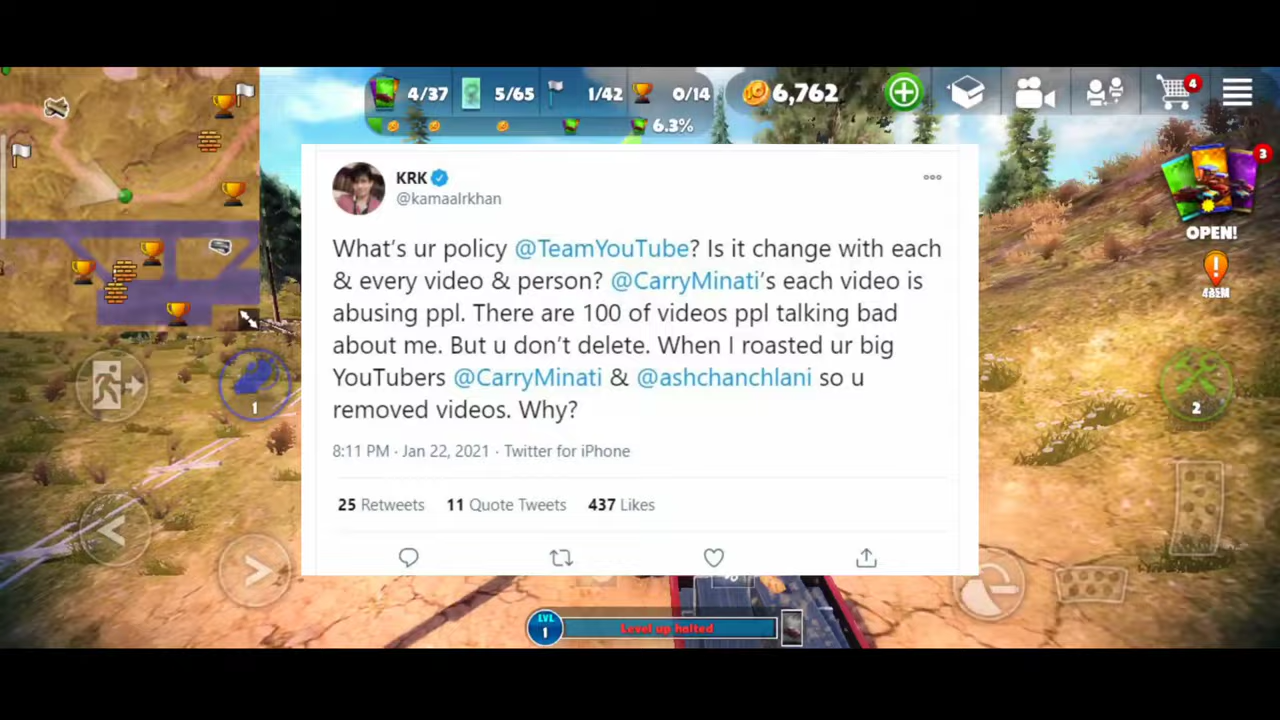 4/37
5/65
1/42
0/14
6,762
4
6.3%
3
OPEN!
KRK
@kamaalrkhan
What's ur policy @TeamYouTube? Is it change with each
& every video & person? @CarryMinati's each video is
abusing ppl. There are 100 of videos ppl talking bad
about me. But u don't delete. When I roasted ur big
YouTubers @CarryMinati & @ashchanchlani so u
removed videos. Why?
8:11 PM · Jan 22, 2021 · Twitter for iPhone
25 Retweets 11 Quote Tweets 437 Likes
1
2
LVL
1
Level up halted